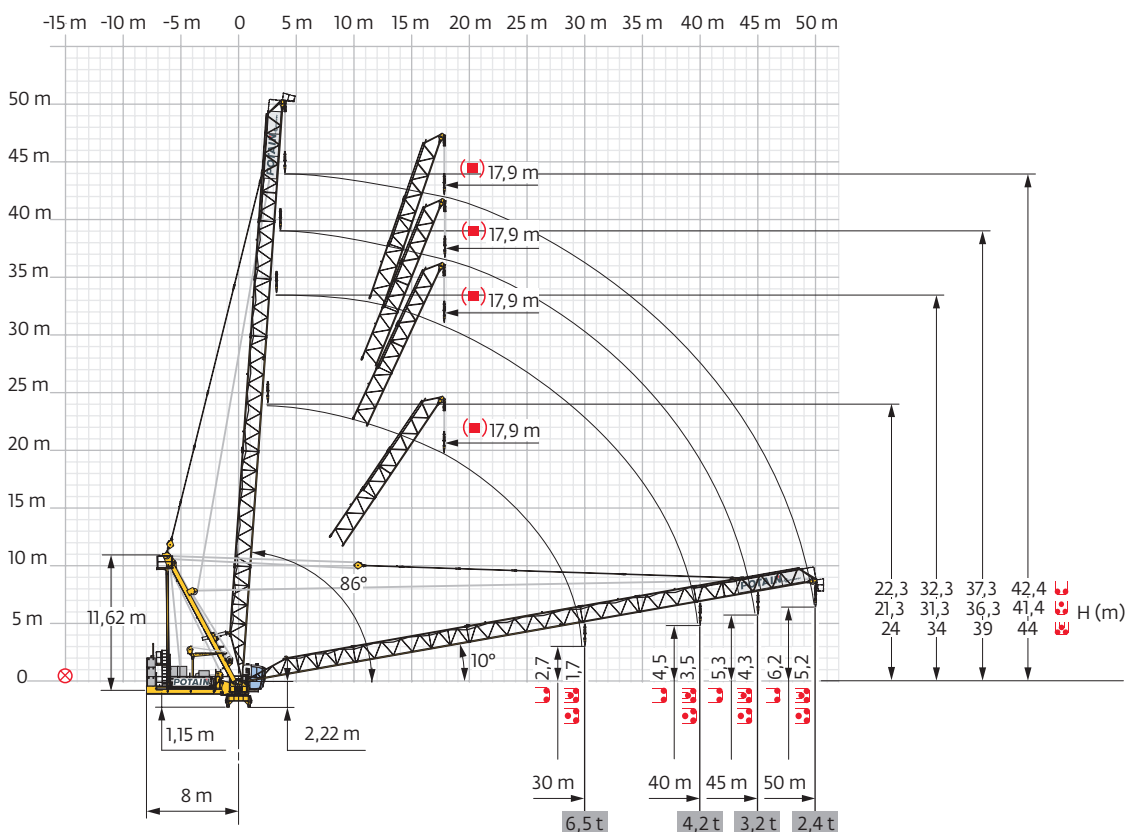 -15 m -10 m -5 m 0 5 m 10 m 15 m 20 m 25 m 30 m 35 m 40 m 45 m 50 m
50 m
45 m
40 m
35 m
30 m
25 m
20 m
15 m
10 m
5 m
0
POTAIN
17,9 m
17,9 m
17,9 m
17,9 m
86°
11,62 m
POTAIN
10°
POTAIN
22,3 32,3 37,3 42,4
21,3 31,3 36,3 41,4 H (m)
24 34 39 44
2,7 1,7 4,5 3,5 5,3 4,3 6,2 5,2
1,15 m 2,22 m
8 m 30 m 40 m 45 m 50 m
6,5 t 4,2 t 3,2 t 2,4 t